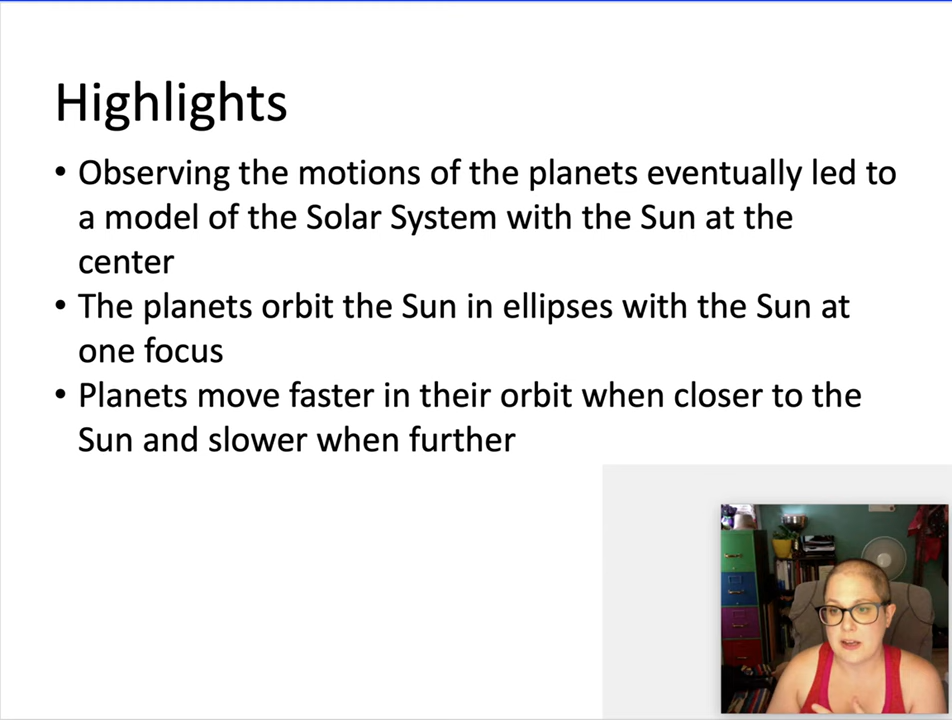 Highlights
• Observing the motions of the planets eventually led to
a model of the Solar System with the Sun at the
center
• The planets orbit the Sun in ellipses with the Sun at
one focus
• Planets move faster in their orbit when closer to the
Sun and slower when further